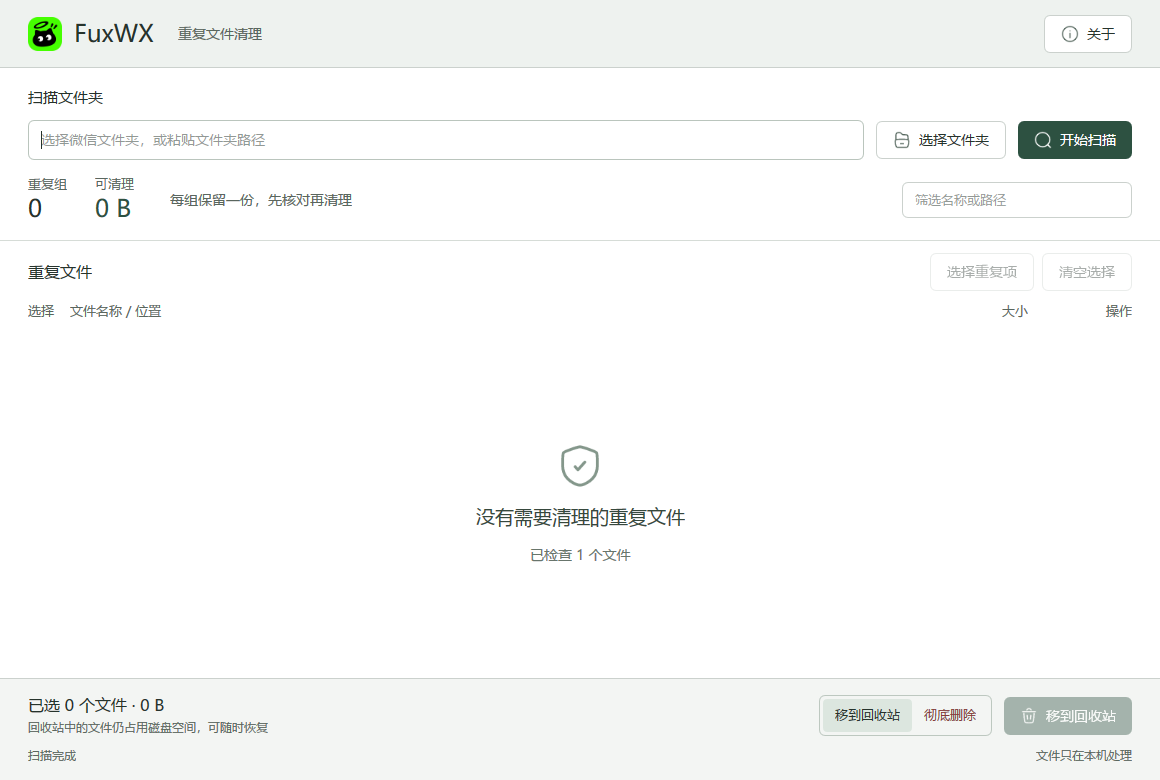 FuxWX 重复文件清理 关于
扫描文件夹
选择微信文件夹，或粘贴文件夹路径 选择文件夹 开始扫描
重复组 可清理
0 0 B 每组保留一份，先核对再清理 筛选名称或路径
重复文件 选择重复项 清空选择
选择 文件名称 / 位置 大小 操作
没有需要清理的重复文件
已检查 1 个文件
已选 0 个文件 · 0 B
回收站中的文件仍占用磁盘空间，可随时恢复
移到回收站 彻底删除 移到回收站
扫描完成 文件只在本机处理